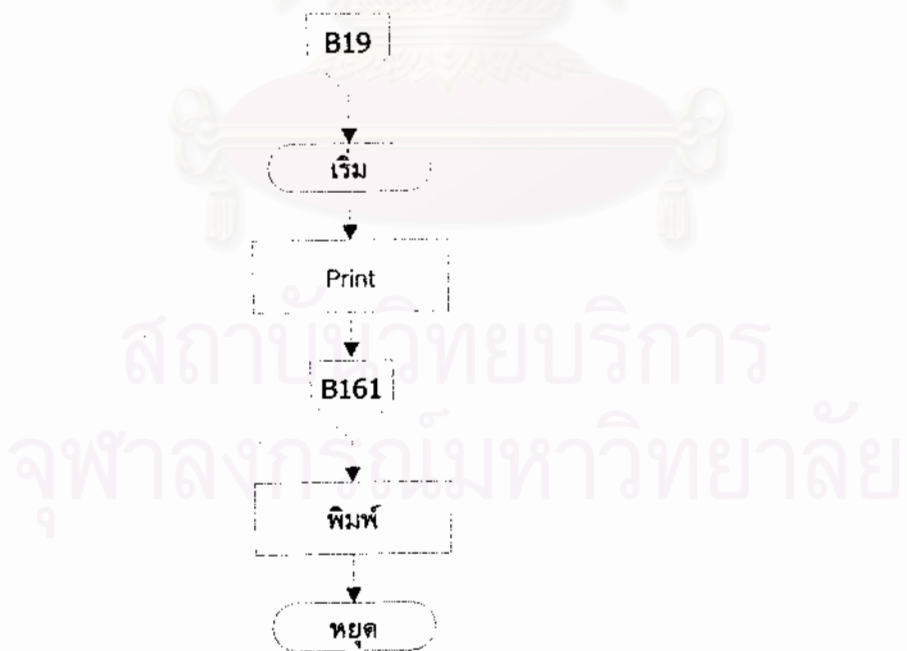 B19
เริ่ม
Print
สถาบันวิทยบริการ
B161
จุฬาลงกรณ์มหาวิทยาลัย
พิมพ์
หยุด